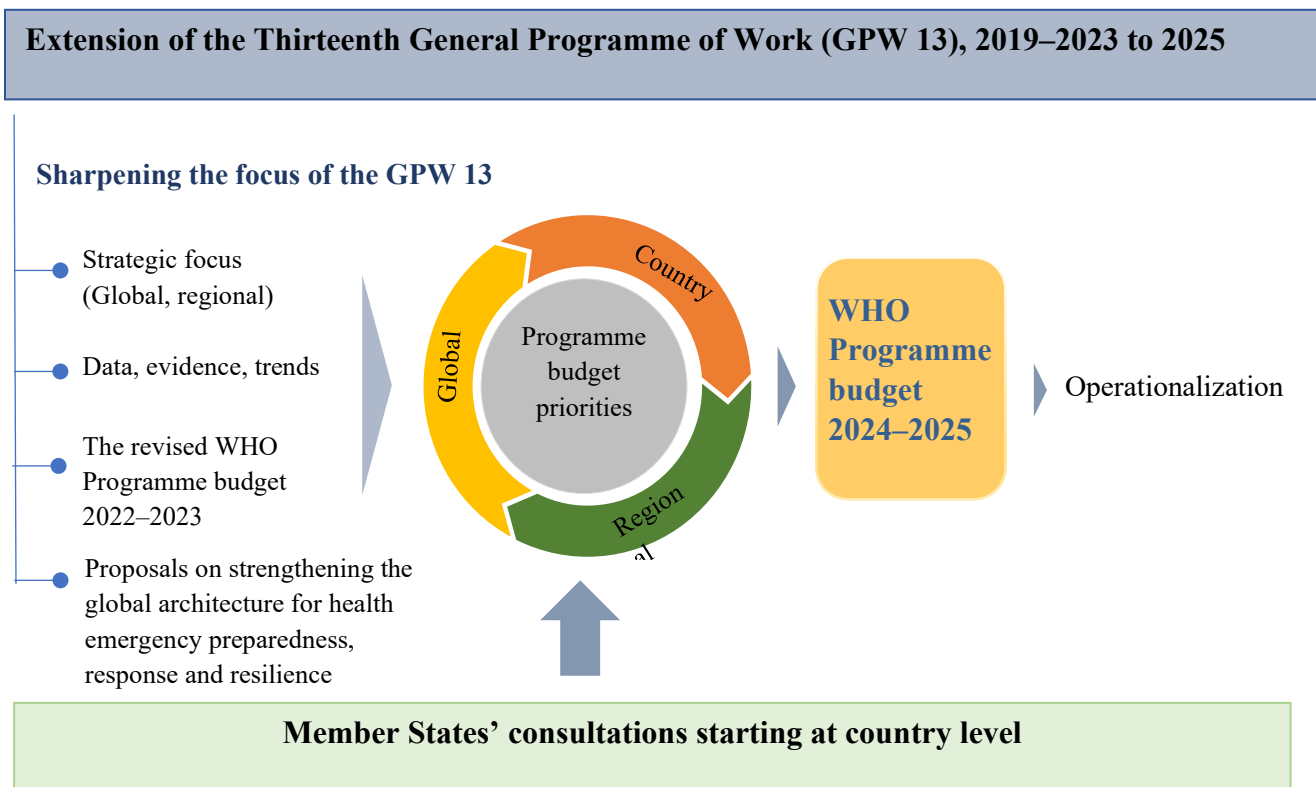 Extension of the Thirteenth General Programme of Work (GPW 13), 2019–2023 to 2025
Sharpening the focus of the GPW 13
Strategic focus
(Global, regional)
Data, evidence, trends
The revised WHO
Programme budget
2022–2023
Proposals on strengthening the
global architecture for health
emergency preparedness,
response and resilience
Global
Country
Region
al
Programme
budget
priorities
WHO
Programme
budget
2024–2025
Operationalization
Member States’ consultations starting at country level